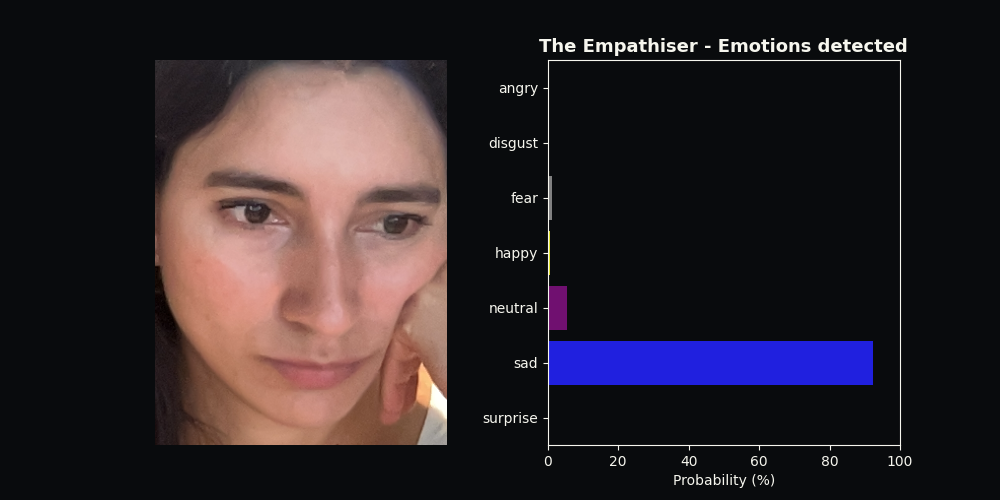 The Empathiser - Emotions detected
angry
disgust
fear
happy
neutral
sad
surprise
0 20 40 60 80 100
Probability (%)